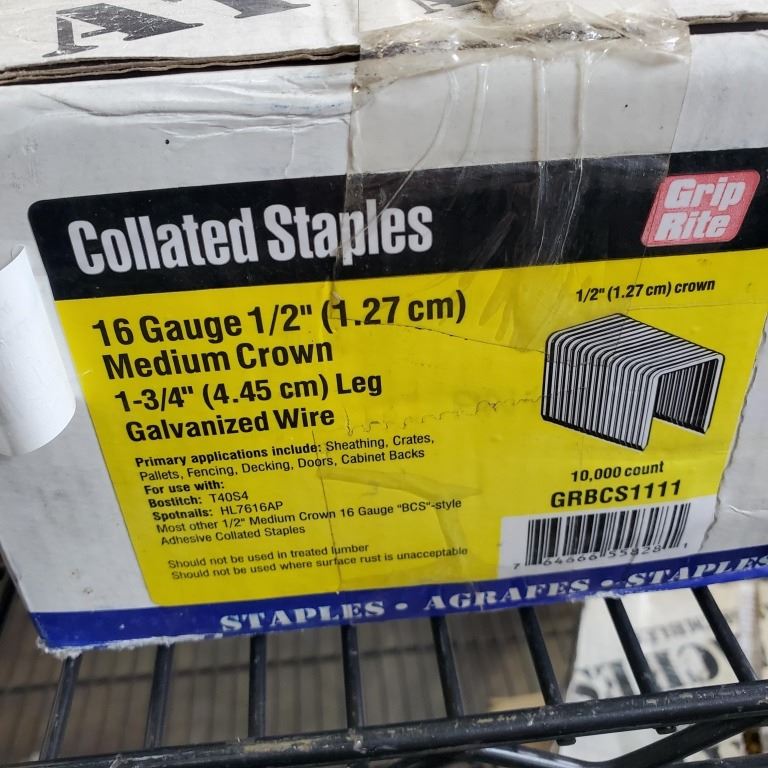 Collated Staples
Grip
Rite
16 Gauge 1/2" (1.27 cm)
Medium Crown
1-3/4" (4.45 cm) Leg
Galvanized Wire
Primary applications include: Sheathing, Crates,
Pallets, Fencing, Decking, Doors, Cabinet Backs
For use with:
Bostitch: T40S4
Spotnails: HL7616AP
Most other 1/2" Medium Crown 16 Gauge "BCS"-style
Adhesive Collated Staples
Should not be used in treated lumber
Should not be used where surface rust is unacceptable
1/2" (1.27 cm) crown
10,000 count
GRBCS1111
7 64666 55828 1
STAPLES • AGRAFES • STAPLES